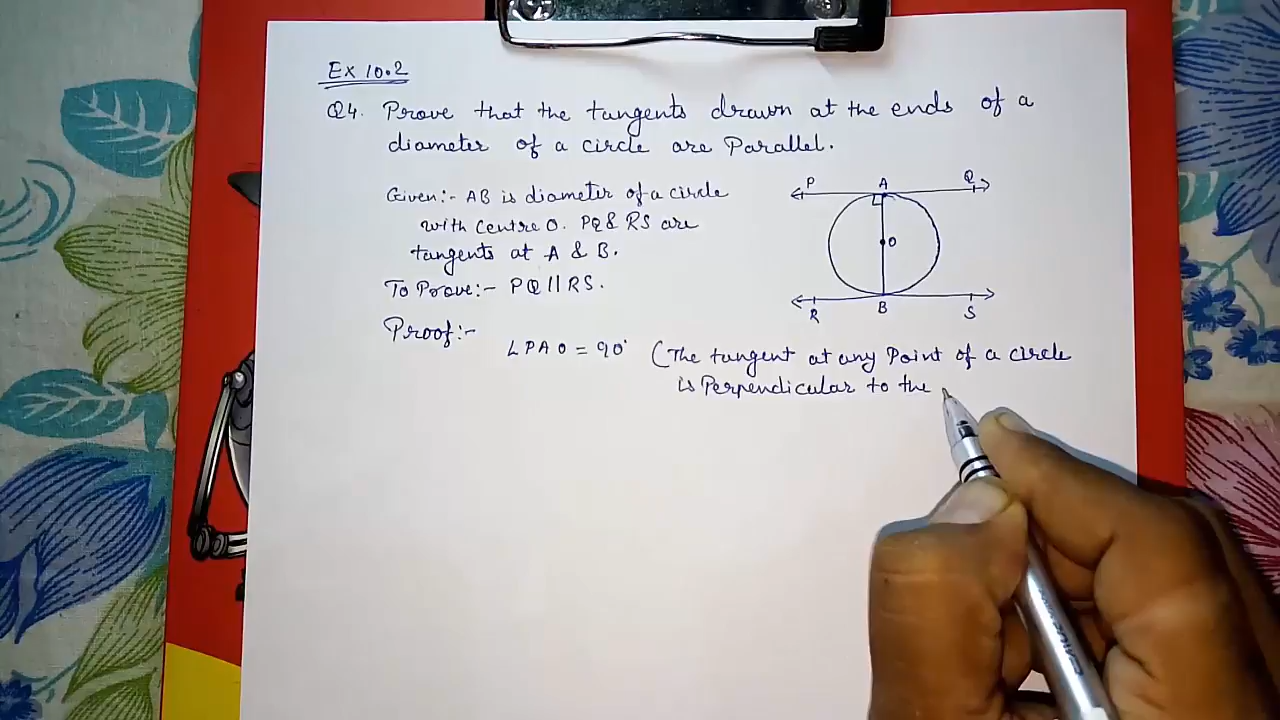 Ex 10.2
Q4. Prove that the tangents drawn at the ends of a
diameter of a circle are Parallel.
Given:- AB is diameter of a circle
with Centre O. PQ & RS are
tangents at A & B.
To Prove:- PQ || RS.
P A Q
O
R B S
Proof:-
∠PAO = 90° (The tangent at any Point of a circle
is Perpendicular to the